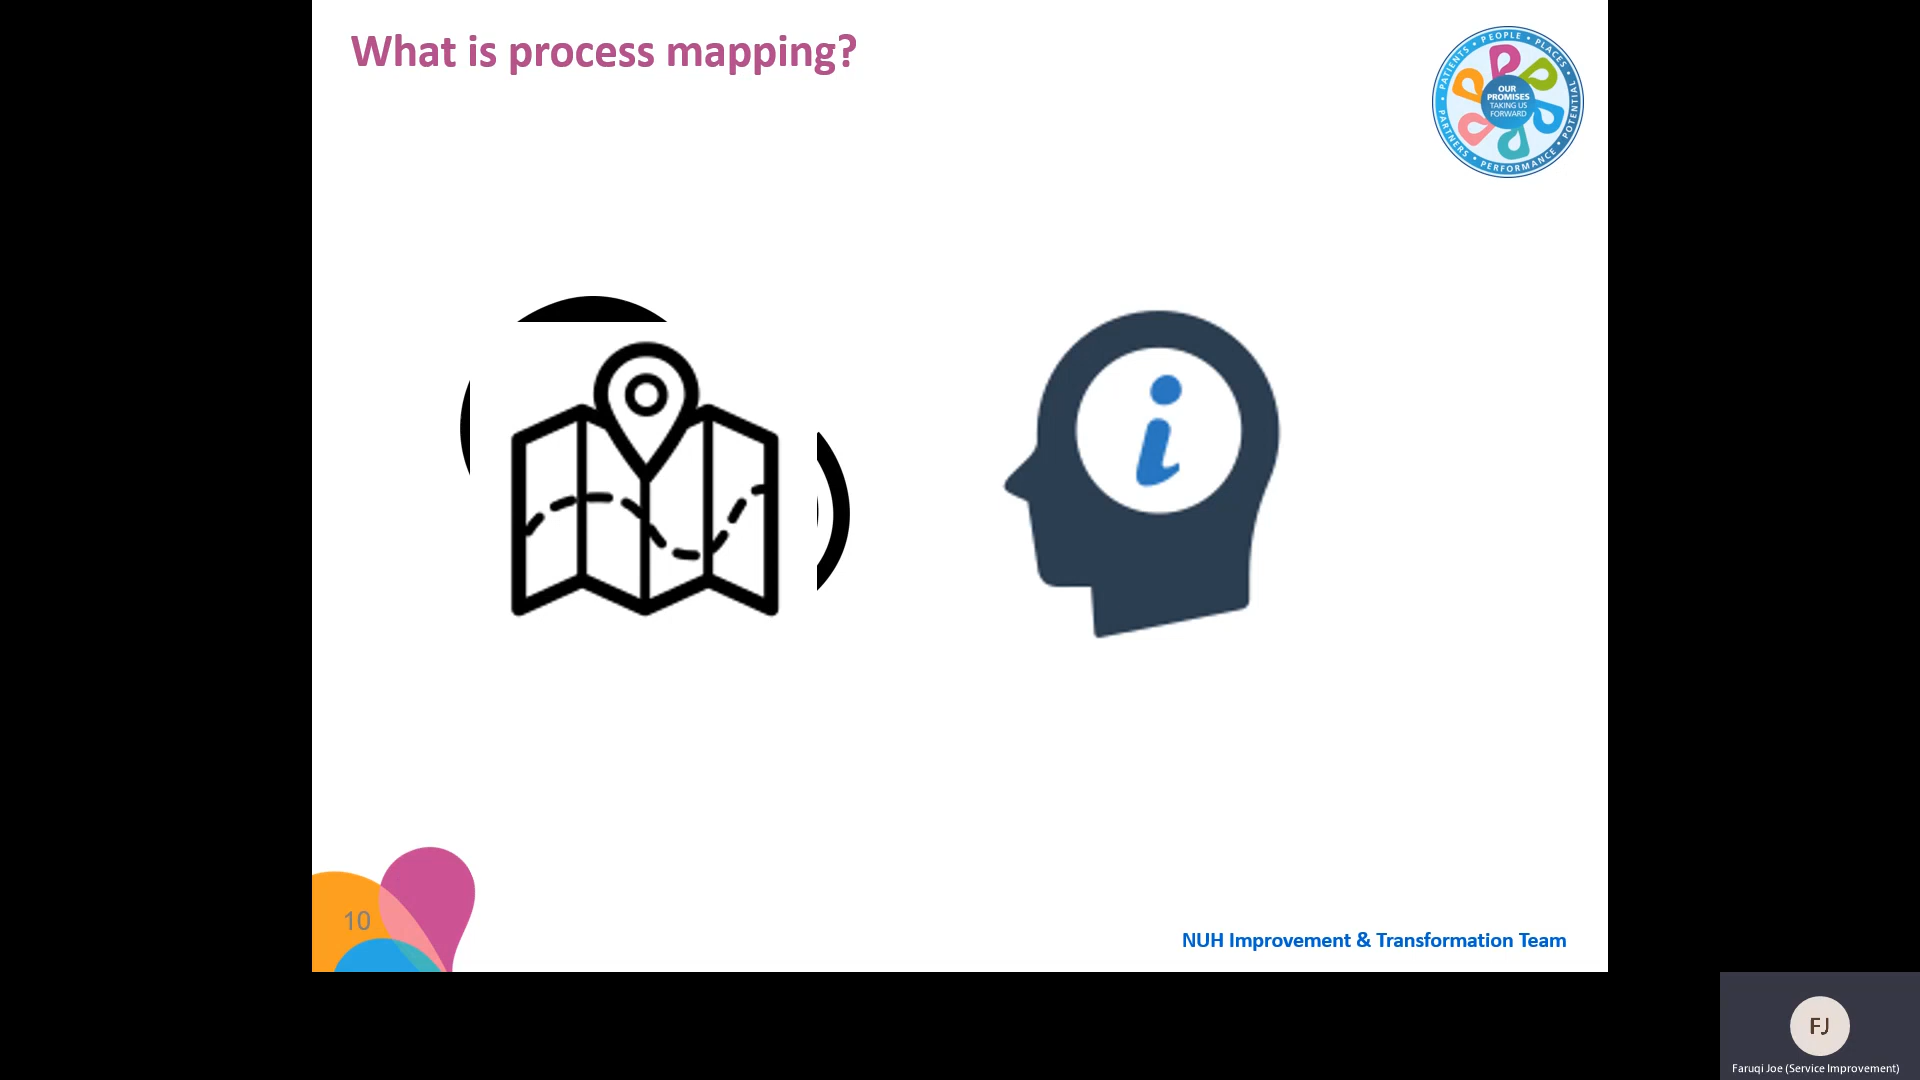 What is process mapping?
PATIENTS • PEOPLE • PLACES • POTENTIAL • PERFORMANCE • PARTNERS •
OUR
PROMISES
TAKING US
FORWARD
i
10
NUH Improvement & Transformation Team
FJ
Faruqi Joe (Service Improvement)